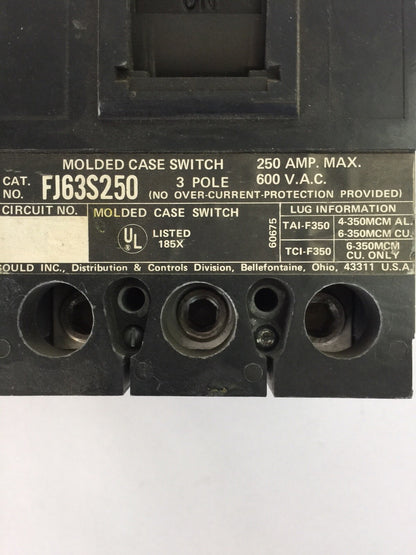 ON
MOLDED CASE SWITCH 250 AMP. MAX.
CAT. NO. FJ63S250 3 POLE 600 V.A.C.
(NO OVER-CURRENT-PROTECTION PROVIDED)
CIRCUIT NO. MOLDED CASE SWITCH LUG INFORMATION
UL LISTED 185X
60675
TAI-F350 4-350MCM AL. 6-350MCM CU.
TCI-F350 6-350MCM CU. ONLY
GOULD INC., Distribution & Controls Division, Bellefontaine, Ohio, 43311 U.S.A.